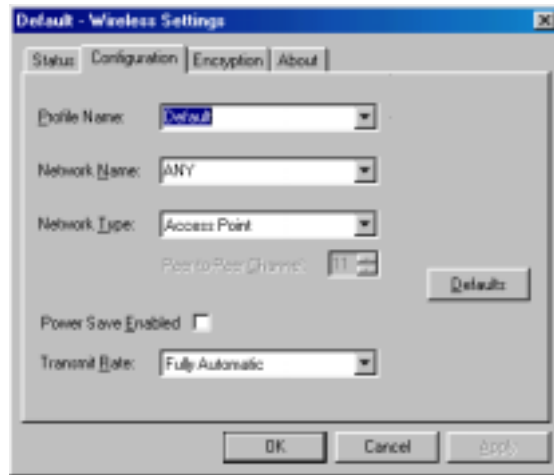 Default - Wireless Settings
Status Configuration Encryption About
Profile Name: Default
Network Name: ANY
Network Type: Access Point
Peer to Peer Channel: 11
Defaults
Power Save Enabled
Transmit Rate: Fully Automatic
OK Cancel Apply